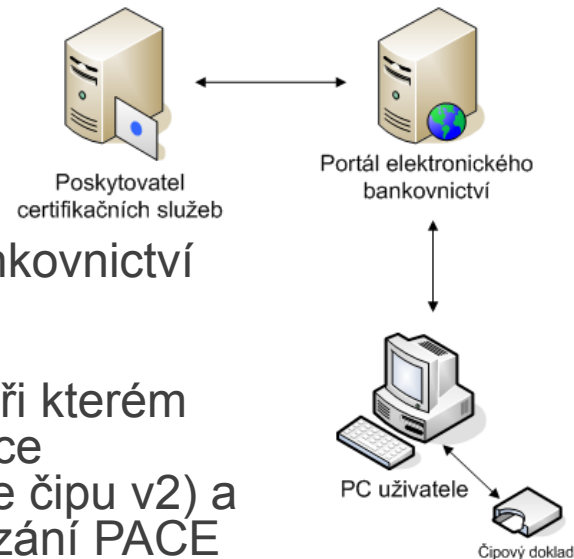 Poskytovatel
certifikačních služeb
Portál elektronického
bankovnictví
nkovnictví
ři kterém
ce
e čipu v2) a
zání PACE
PC uživatele
Čipový doklad